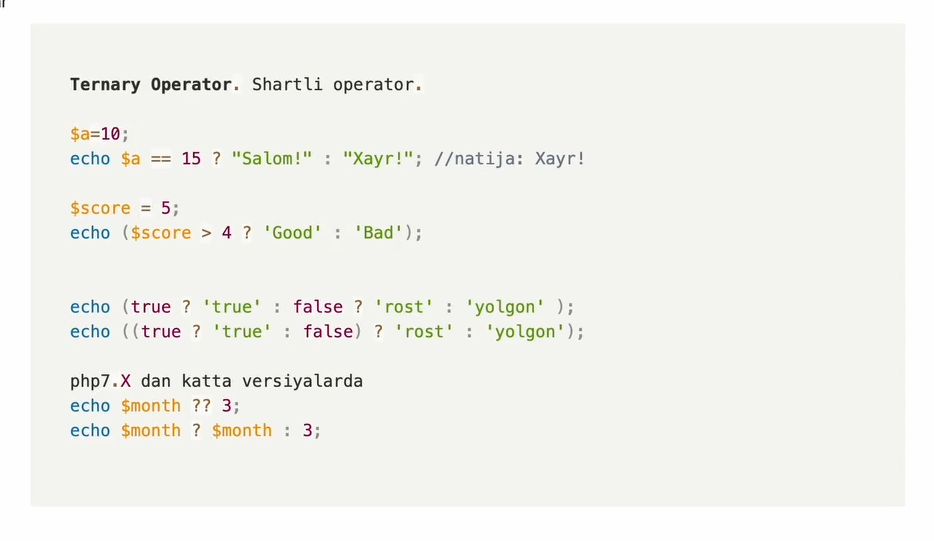 Ternary Operator. Shartli operator.
$a=10;
echo $a == 15 ? "Salom!" : "Xayr!"; //natija: Xayr!
$score = 5;
echo ($score > 4 ? 'Good' : 'Bad');
echo (true ? 'true' : false ? 'rost' : 'yolgon' );
echo ((true ? 'true' : false) ? 'rost' : 'yolgon');
php7.X dan katta versiyalarda
echo $month ?? 3;
echo $month ? $month : 3;